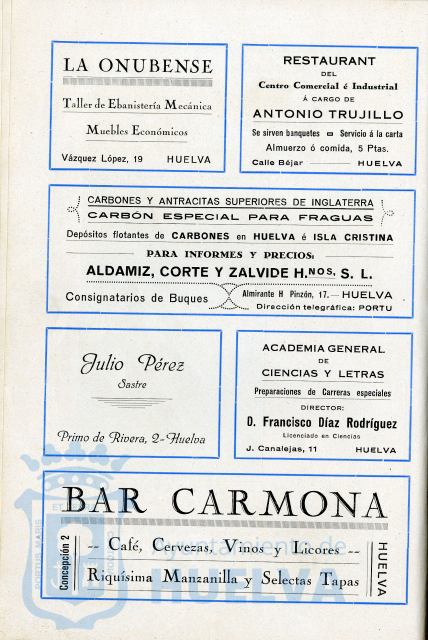 LA ONUBENSE
Taller de Ebanistería Mecánica
Muebles Económicos
Vázquez López, 19 HUELVA
RESTAURANT
DEL
Centro Comercial é Industrial
Á CARGO DE
ANTONIO TRUJILLO
Se sirven banquetes = Servicio á la carta
Almuerzo ó comida, 5 Ptas.
Calle Béjar HUELVA
CARBONES Y ANTRACITAS SUPERIORES DE INGLATERRA
CARBÓN ESPECIAL PARA FRAGUAS
Depósitos flotantes de CARBONES en HUELVA é ISLA CRISTINA
PARA INFORMES Y PRECIOS:
ALDAMIZ, CORTE Y ZALVIDE H.NOS, S. L.
Consignatarios de Buques
Almirante H Pinzón, 17.— HUELVA
Dirección telegráfica: PORTU
Julio Pérez
Sastre
Primo de Rivera, 2-Huelva
ACADEMIA GENERAL
DE
CIENCIAS Y LETRAS
Preparaciones de Carreras especiales
DIRECTOR:
D. Francisco Díaz Rodríguez
Licenciado en Ciencias
J. Canalejas, 11 HUELVA
BAR CARMONA
Concepción 2
-- Café, Cervezas, Vinos y Licores --
Riquísima Manzanilla y Selectas Tapas
HUELVA
Ayuntamiento de
HUELVA
PORTUS MARIS